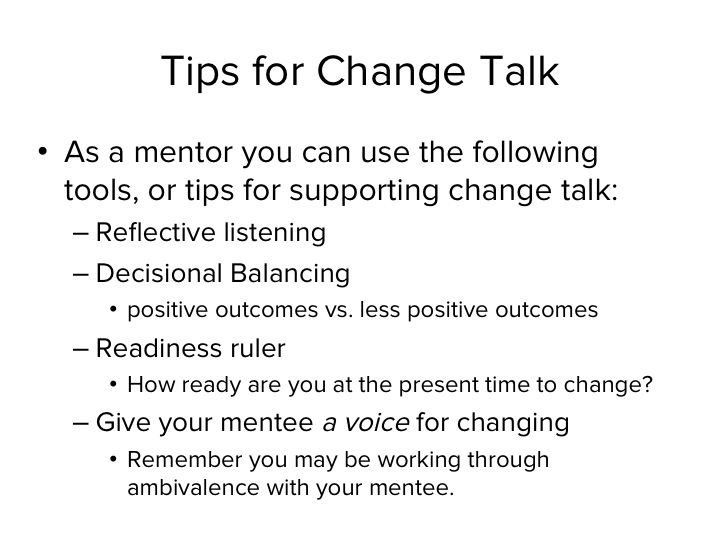 Tips for Change Talk
• As a mentor you can use the following
tools, or tips for supporting change talk:
– Reflective listening
– Decisional Balancing
• positive outcomes vs. less positive outcomes
– Readiness ruler
• How ready are you at the present time to change?
– Give your mentee a voice for changing
• Remember you may be working through
ambivalence with your mentee.